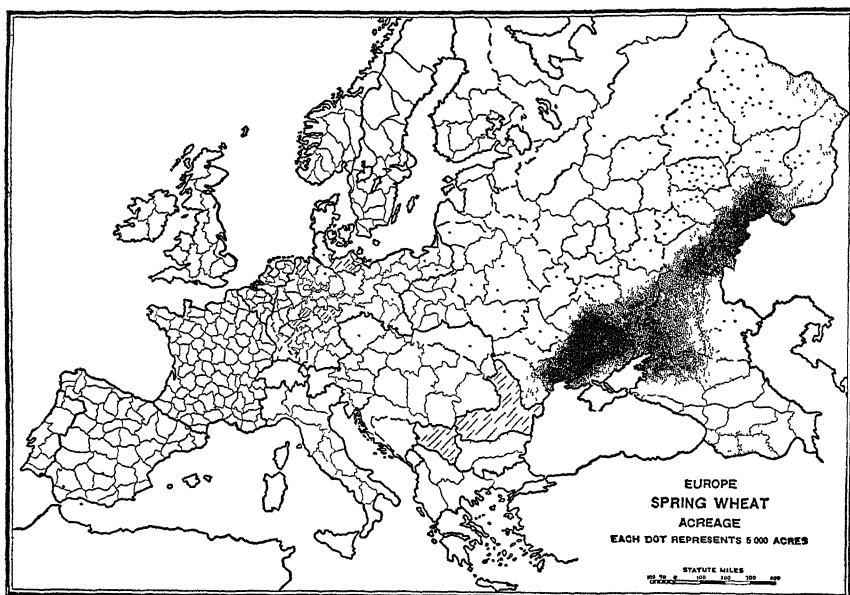 EUROPE
SPRING WHEAT
ACREAGE
EACH DOT REPRESENTS 5 000 ACRES
STATUTE MILES